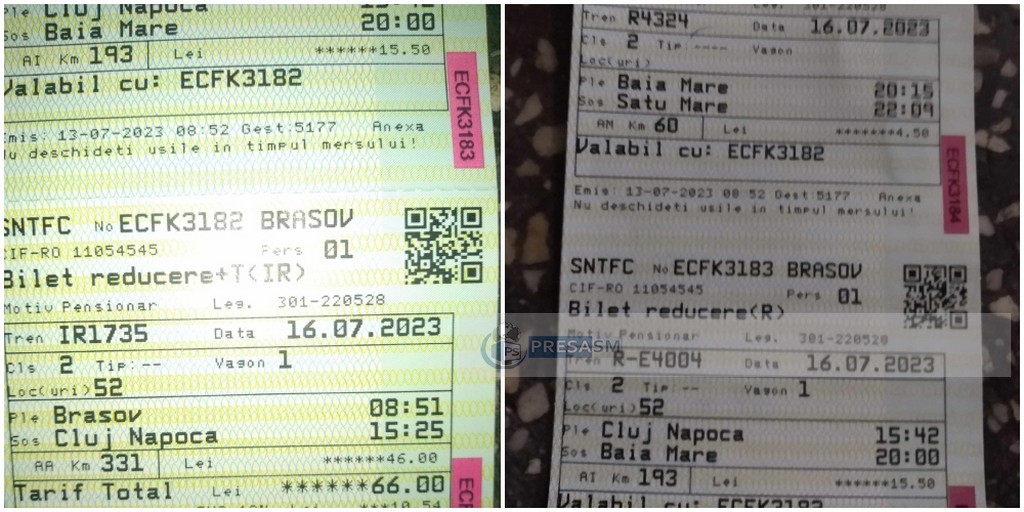 Ple Cluj Napoca 15:42
Sos Baia Mare 20:00
AI Km 193 Lei ******15.50
Valabil cu: ECFK3182
ECFK3183
Emis: 13-07-2023 08:52 Gest:5177 Anexa
Nu deschideti usile in timpul mersului!
SNTFC No ECFK3182 BRASOV
CIF-RO 11054545 Pers 01
Bilet reducere+T(IR)
Motiv Pensionar Leg. 301-220528
Tren IR1735 Data 16.07.2023
Cls 2 Tip:-- Vagon 1
Loc(uri) 52
Ple Brasov 08:51
Sos Cluj Napoca 15:25
AA Km 331 Lei ******46.00
Tarif Total Lei ******66.00
Tren R4324 Data 16.07.2023
Cls 2 Tip ---- Vagon
Loc(uri)
Ple Baia Mare 20:15
Sos Satu Mare 22:09
AN Km 60 Lei *******4.50
Valabil cu: ECFK3182
ECFK3184
Emis: 13-07-2023 08 52 Gest:5177 Anexa
Nu deschideti usile in timpul mersului!
SNTFC No ECFK3183 BRASOV
CIF-RO 11054545 Pers 01
Bilet reducere(R)
Motiv Pensionar Leg. 301-220528
PRESASM
Tren R-E4004 Data 16.07.2023
Cls 2 Tip:-- Vagon 1
Loc(uri) 52
Ple Cluj Napoca 15:42
Sos Baia Mare 20:00
AI Km 193 Lei ******15.50
Valabil cu: ECFK3182